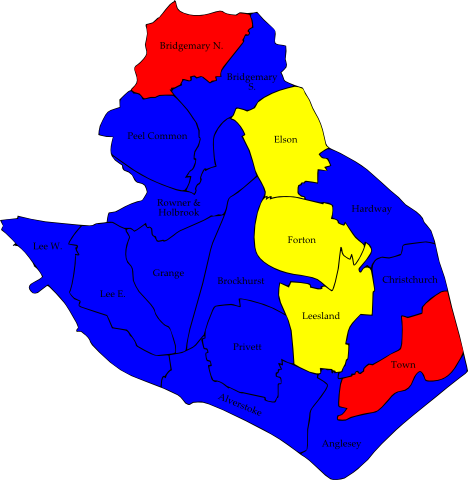 Bridgemary N.
Bridgemary
S.
Peel Common
Elson
Rowner &
Holbrook
Hardway
Lee W.
Forton
Grange
Brockhurst
Christchurch
Lee E.
Leesland
Privett
Town
Alverstoke
Anglesey